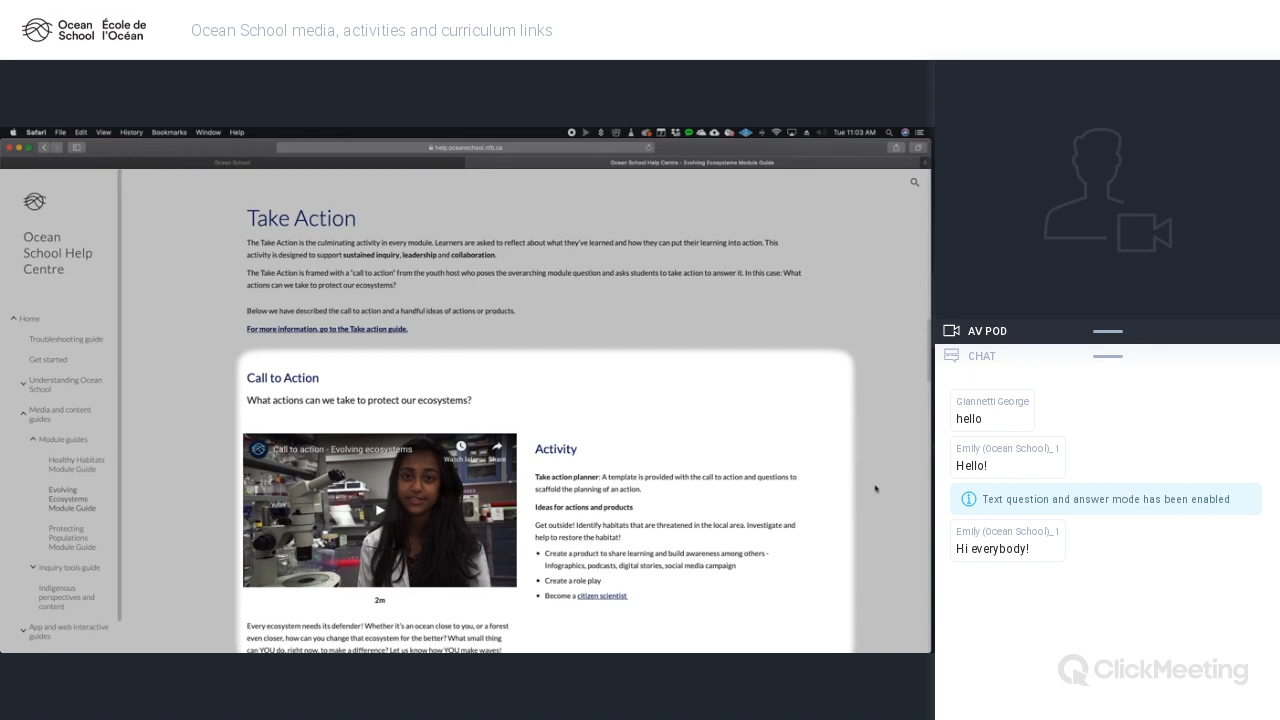 Ocean School École de l'Océan
Ocean School media, activities and curriculum links
Safari File Edit View History Bookmarks Window Help
Tue 11:03 AM
help.oceanschool.nfb.ca
Ocean School
Ocean School Help Centre - Evolving Ecosystems Module Guide
Ocean
School Help
Centre
Home
Troubleshooting guide
Get started
Understanding Ocean
School
Media and content
guides
Module guides
Healthy Habitats
Module Guide
Evolving
Ecosystems
Module Guide
Protecting
Populations
Module Guide
Inquiry tools guide
Indigenous
perspectives and
content
App and web interactive
guides
Take Action
The Take Action is the culminating activity in every module. Learners are asked to reflect about what they've learned and how they can put their learning into action. This
activity is designed to support sustained inquiry, leadership and collaboration.
The Take Action is framed with a "call to action" from the youth host who poses the overarching module question and asks students to take action to answer it. In this case: What
actions can we take to protect our ecosystems?
Below we have described the call to action and a handful ideas of actions or products.
For more information, go to the Take action guide.
Call to Action
What actions can we take to protect our ecosystems?
Call to action - Evolving ecosystems
Watch later Share
2m
Every ecosystem needs its defender! Whether it's an ocean close to you, or a forest
even closer, how can you change that ecosystem for the better? What small thing
can YOU do, right now, to make a difference? Let us know how YOU make waves!
Activity
Take action planner: A template is provided with the call to action and questions to
scaffold the planning of an action.
Ideas for actions and products
Get outside! Identify habitats that are threatened in the local area. Investigate and
help to restore the habitat!
Create a product to share learning and build awareness among others -
Infographics, podcasts, digital stories, social media campaign
Create a role play
Become a citizen scientist
AV POD
CHAT
Giannetti George
hello
Emily (Ocean School)_1
Hello!
Text question and answer mode has been enabled
Emily (Ocean School)_1
Hi everybody!
ClickMeeting